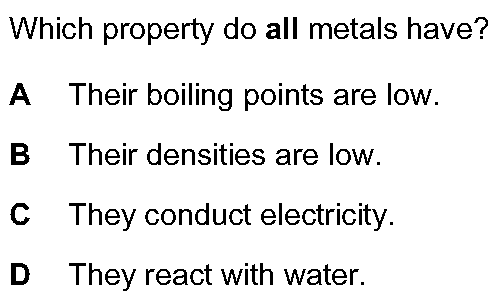 Which property do all metals have?
A Their boiling points are low.
B Their densities are low.
C They conduct electricity.
D They react with water.